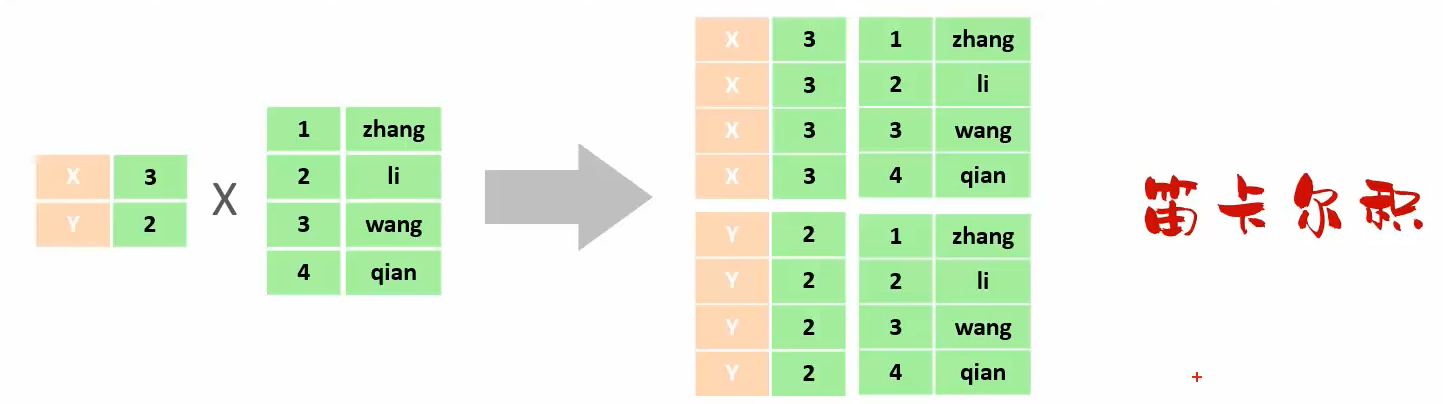 X 3
Y 2
X
1 zhang
2 li
3 wang
4 qian
X 3 1 zhang
X 3 2 li
X 3 3 wang
X 3 4 qian
Y 2 1 zhang
Y 2 2 li
Y 2 3 wang
Y 2 4 qian
笛卡尔积